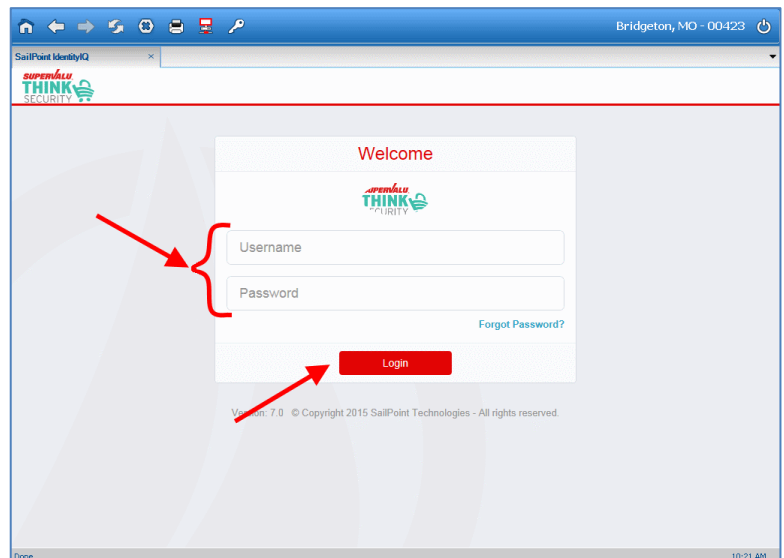 Bridgeton, MO - 00423
SailPoint IdentityIQ ×
SUPERVALU
THINK
SECURITY
Welcome
SUPERVALU
THINK
SECURITY
Username
Password
Forgot Password?
Login
Version: 7.0 © Copyright 2015 SailPoint Technologies - All rights reserved.
Done 10:21 AM